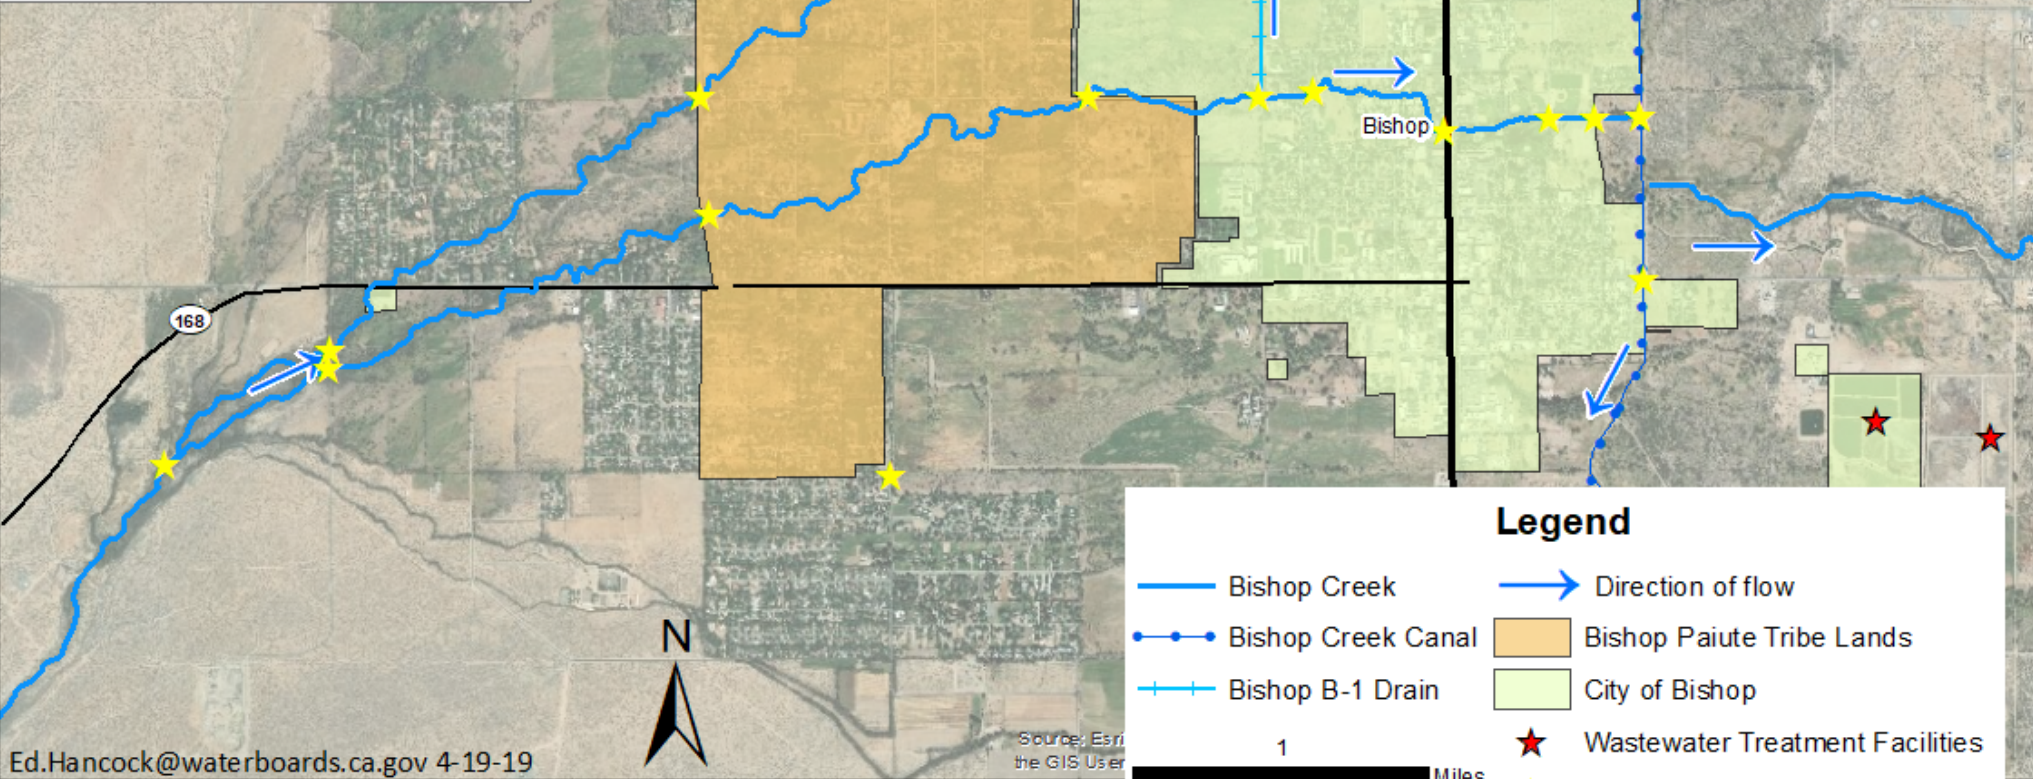 Bishop
168
Legend
Bishop Creek
Direction of flow
Bishop Creek Canal
Bishop Paiute Tribe Lands
Bishop B-1 Drain
City of Bishop
Wastewater Treatment Facilities
1
Miles
N
Source: Esri
the GIS User
Ed.Hancock@waterboards.ca.gov 4-19-19